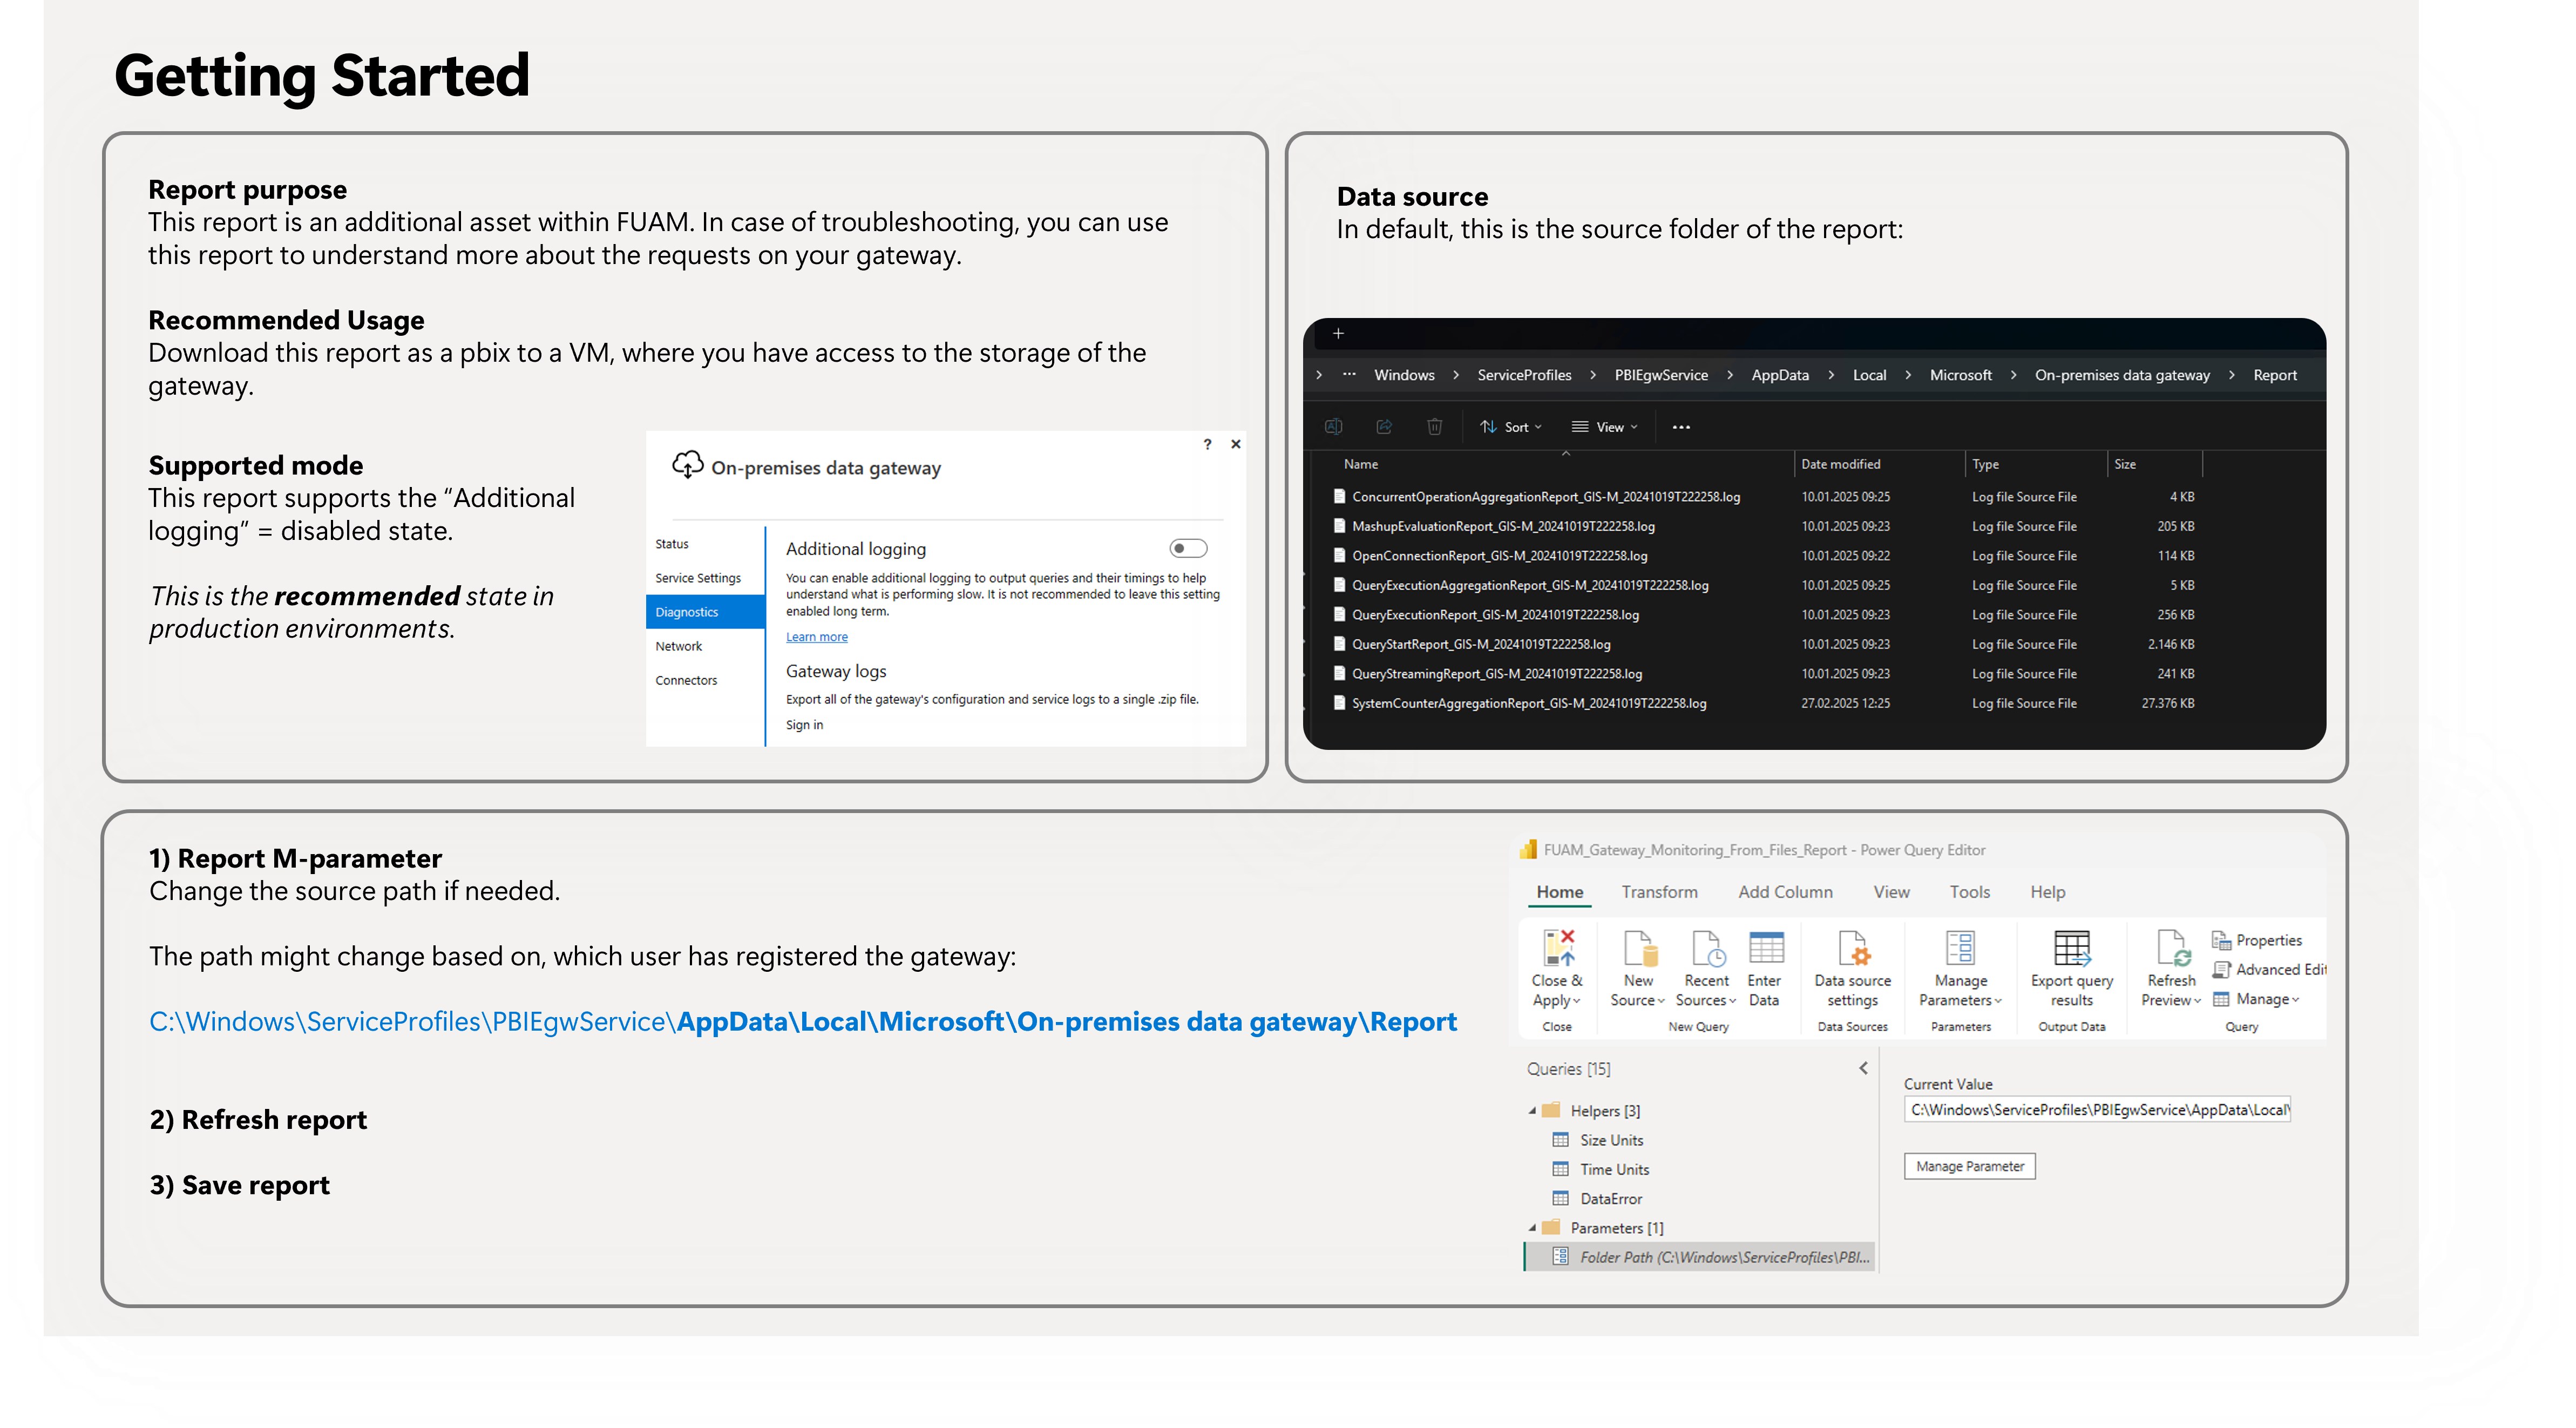 Getting Started
Report purpose
This report is an additional asset within FUAM. In case of troubleshooting, you can use
this report to understand more about the requests on your gateway.
Recommended Usage
Download this report as a pbix to a VM, where you have access to the storage of the
gateway.
Supported mode
This report supports the “Additional
logging” = disabled state.
This is the recommended state in
production environments.
? ×
On-premises data gateway
Status
Service Settings
Diagnostics
Network
Connectors
Additional logging
You can enable additional logging to output queries and their timings to help
understand what is performing slow. It is not recommended to leave this setting
enabled long term.
Learn more
Gateway logs
Export all of the gateway's configuration and service logs to a single .zip file.
Sign in
Data source
In default, this is the source folder of the report:
+
> ··· Windows > ServiceProfiles > PBIEgwService > AppData > Local > Microsoft > On-premises data gateway > Report
Sort View ···
Name Date modified Type Size
ConcurrentOperationAggregationReport_GIS-M_20241019T222258.log 10.01.2025 09:25 Log file Source File 4 KB
MashupEvaluationReport_GIS-M_20241019T222258.log 10.01.2025 09:23 Log file Source File 205 KB
OpenConnectionReport_GIS-M_20241019T222258.log 10.01.2025 09:22 Log file Source File 114 KB
QueryExecutionAggregationReport_GIS-M_20241019T222258.log 10.01.2025 09:25 Log file Source File 5 KB
QueryExecutionReport_GIS-M_20241019T222258.log 10.01.2025 09:23 Log file Source File 256 KB
QueryStartReport_GIS-M_20241019T222258.log 10.01.2025 09:23 Log file Source File 2.146 KB
QueryStreamingReport_GIS-M_20241019T222258.log 10.01.2025 09:23 Log file Source File 241 KB
SystemCounterAggregationReport_GIS-M_20241019T222258.log 27.02.2025 12:25 Log file Source File 27.376 KB
1) Report M-parameter
Change the source path if needed.
The path might change based on, which user has registered the gateway:
C:\Windows\ServiceProfiles\PBIEgwService\AppData\Local\Microsoft\On-premises data gateway\Report
2) Refresh report
3) Save report
FUAM_Gateway_Monitoring_From_Files_Report - Power Query Editor
Home Transform Add Column View Tools Help
Close &
Apply
Close
New
Source
Recent
Sources
Enter
Data
New Query
Data source
settings
Data Sources
Manage
Parameters
Parameters
Export query
results
Output Data
Refresh
Preview
Properties
Advanced Edit
Manage
Query
Queries [15]
Helpers [3]
Size Units
Time Units
DataError
Parameters [1]
Folder Path (C:\Windows\ServiceProfiles\PBI...
Current Value
C:\Windows\ServiceProfiles\PBIEgwService\AppData\Local\
Manage Parameter